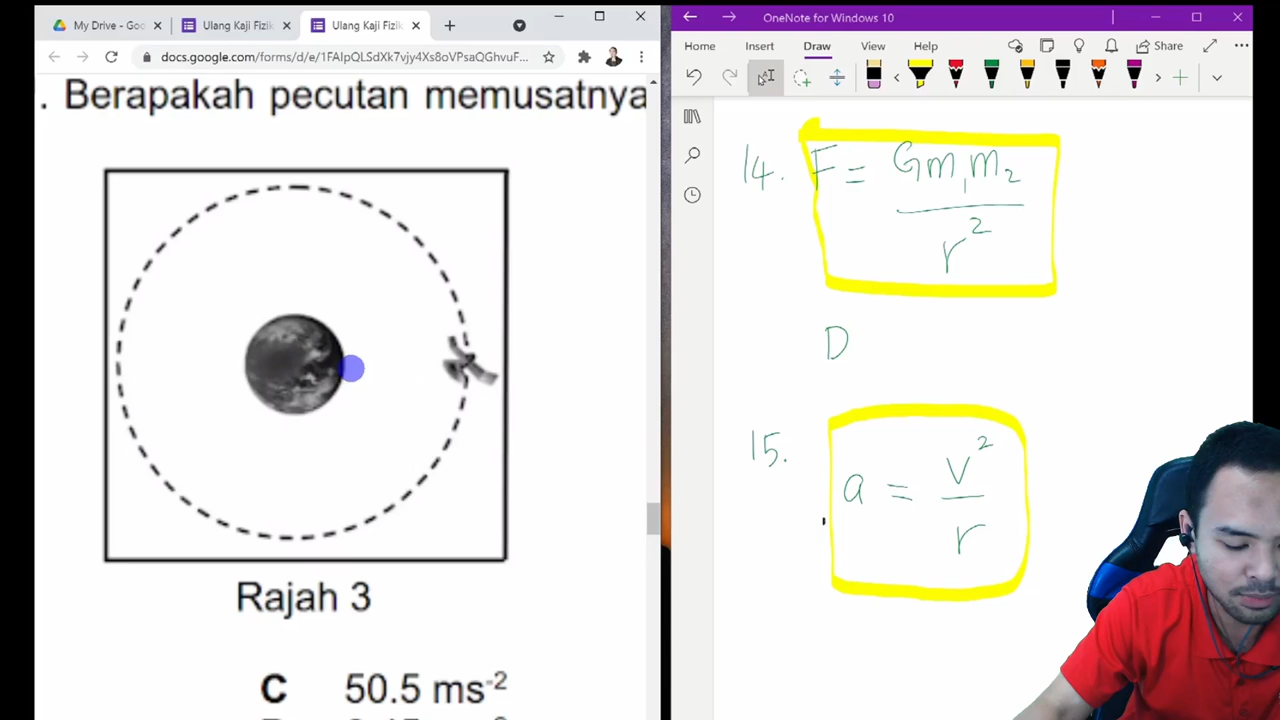 My Drive - Goo
Ulang Kaji Fizik
Ulang Kaji Fizik
docs.google.com/forms/d/e/1FAIpQLSdXk7vjy4Xs8oVPsaQGhvuF...
. Berapakah pecutan memusatnya
Rajah 3
C 50.5 ms-2
OneNote for Windows 10
Home Insert Draw View Help Share
14. F = Gm1m2
r2
D
15. a = v2
r